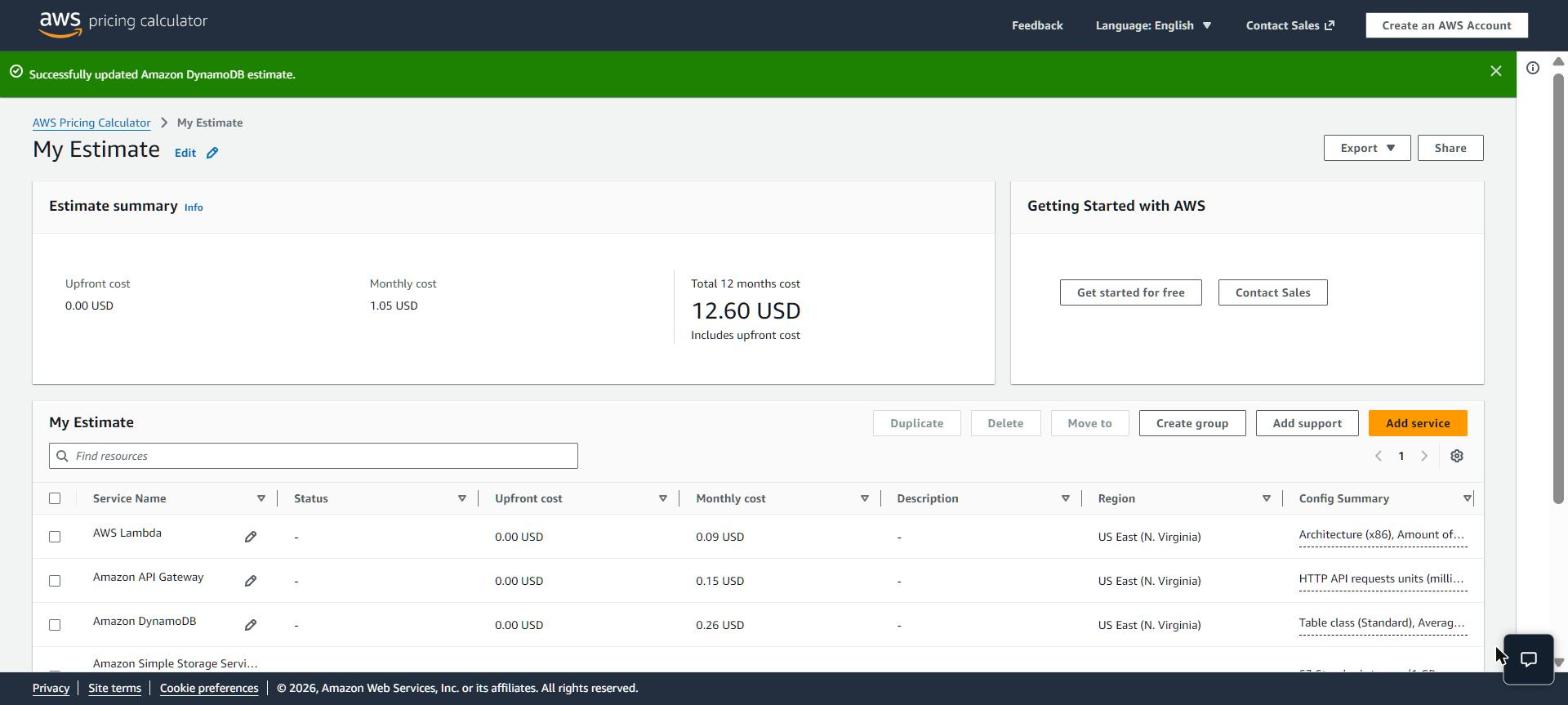 aws pricing calculator
Feedback
Language: English
Contact Sales
Create an AWS Account
Successfully updated Amazon DynamoDB estimate.
AWS Pricing Calculator
My Estimate
My Estimate
Edit
Export
Share
Estimate summary
Info
Upfront cost
0.00 USD
Monthly cost
1.05 USD
Total 12 months cost
12.60 USD
Includes upfront cost
Getting Started with AWS
Get started for free
Contact Sales
My Estimate
Duplicate
Delete
Move to
Create group
Add support
Add service
Find resources
1
Service Name
Status
Upfront cost
Monthly cost
Description
Region
Config Summary
AWS Lambda
-
0.00 USD
0.09 USD
-
US East (N. Virginia)
Architecture (x86), Amount of...
Amazon API Gateway
-
0.00 USD
0.15 USD
-
US East (N. Virginia)
HTTP API requests units (milli...
Amazon DynamoDB
-
0.00 USD
0.26 USD
-
US East (N. Virginia)
Table class (Standard), Averag...
Amazon Simple Storage Servi...
Privacy
Site terms
Cookie preferences
© 2026, Amazon Web Services, Inc. or its affiliates. All rights reserved.